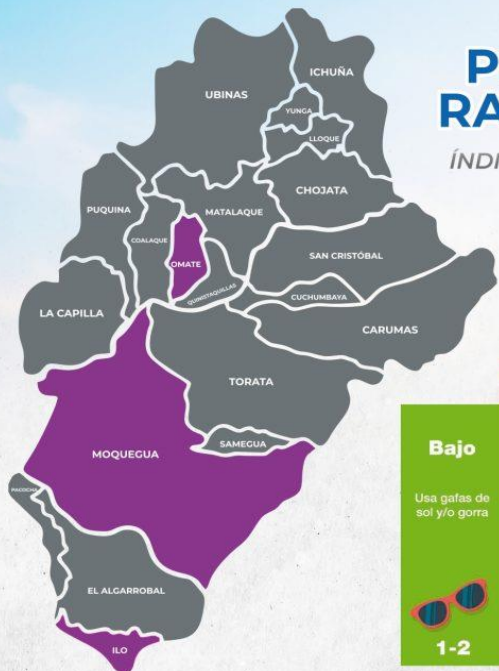 P
RA
ÍNDI
ICHUÑA
UBINAS
YUNGA
LLOQUE
CHOJATA
PUQUINA
MATALAQUE
COALAQUE
OMATE
SAN CRISTÓBAL
QUINISTAQUILLAS
CUCHUMBAYA
LA CAPILLA
CARUMAS
TORATA
SAMEGUA
MOQUEGUA
PACOCHA
EL ALGARROBAL
ILO
Bajo
Usa gafas de
sol y/o gorra
1-2